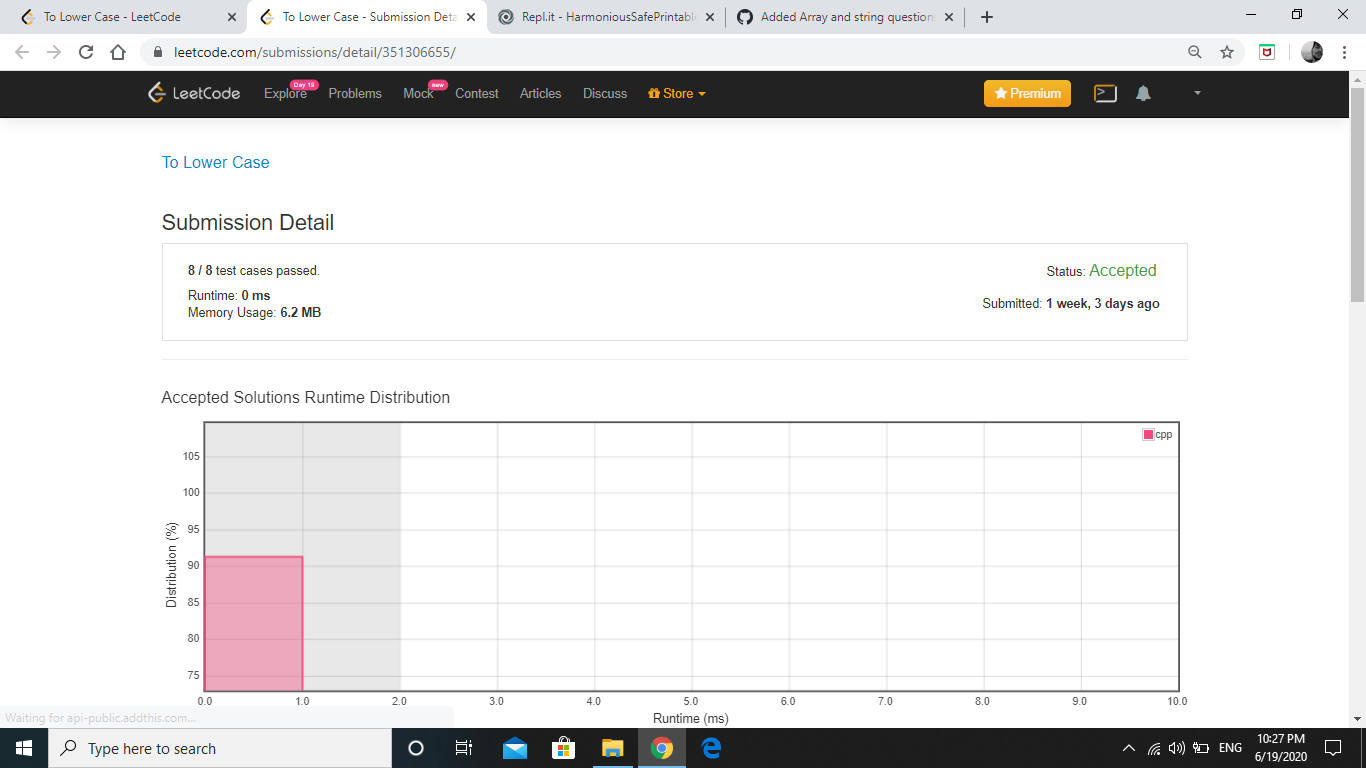 To Lower Case - LeetCode
To Lower Case - Submission Deta
Repl.it - HarmoniousSafePrintable
Added Array and string question
leetcode.com/submissions/detail/351306655/
LeetCode
Explore
Day 19
Problems
Mock
new
Contest
Articles
Discuss
Store
Premium
To Lower Case
Submission Detail
8 / 8 test cases passed.
Status: Accepted
Runtime: 0 ms
Memory Usage: 6.2 MB
Submitted: 1 week, 3 days ago
Accepted Solutions Runtime Distribution
cpp
105
100
95
90
85
80
75
Distribution (%)
0.0 1.0 2.0 3.0 4.0 5.0 6.0 7.0 8.0 9.0 10.0
Runtime (ms)
Waiting for api-public.addthis.com...
Type here to search
ENG
10:27 PM
6/19/2020